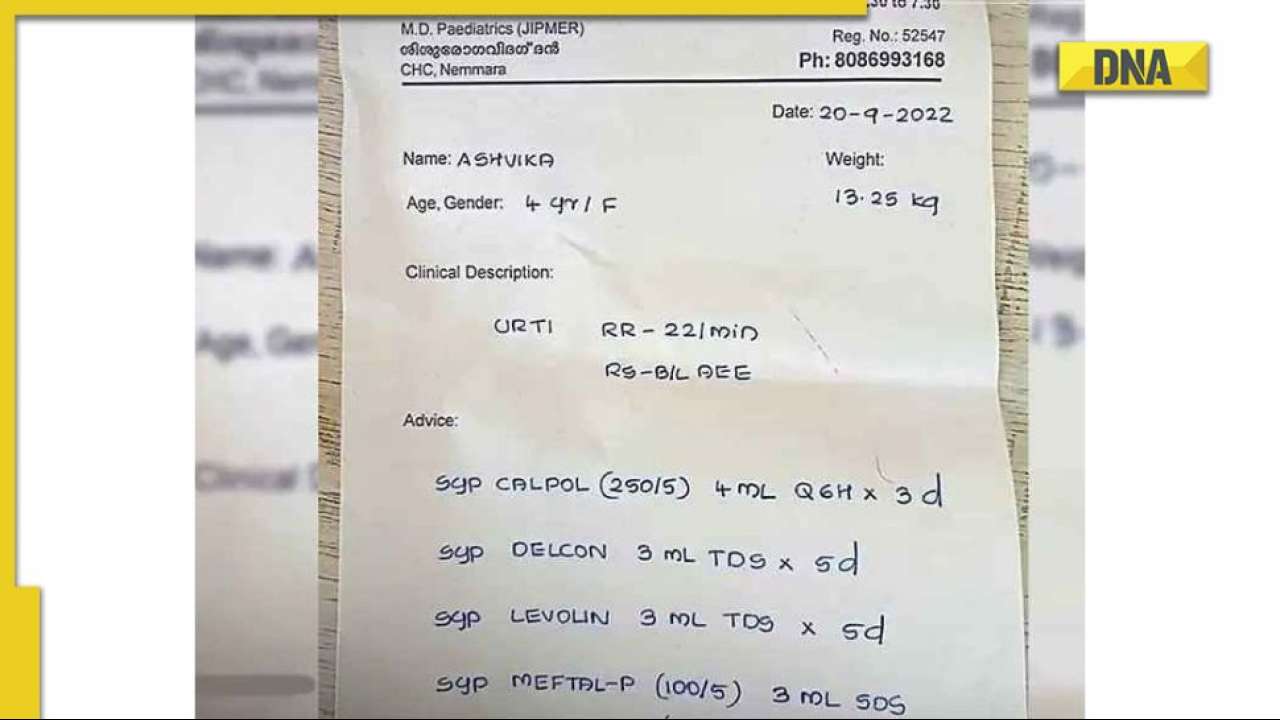 M.D. Paediatrics (JIPMER)
ശിശുരോഗവിദഗ്ദ്ധൻ
CHC, Nemmara
.30 to 7.30
Reg. No.: 52547
Ph: 8086993168
DNA
Date: 20-9-2022
Name: ASHVIKA
Weight:
13.25 kg
Age, Gender: 4 yr / F
Clinical Description:
URTI RR - 22/min
RS - B/L AEE
Advice:
Syp CALPOL (250/5) 4 mL Q6H x 3 d
Syp DELCON 3 mL TDS x 5d
Syp LEVOLIN 3 mL TDS x 5d
Syp MEFTAL-P (100/5) 3 mL SOS